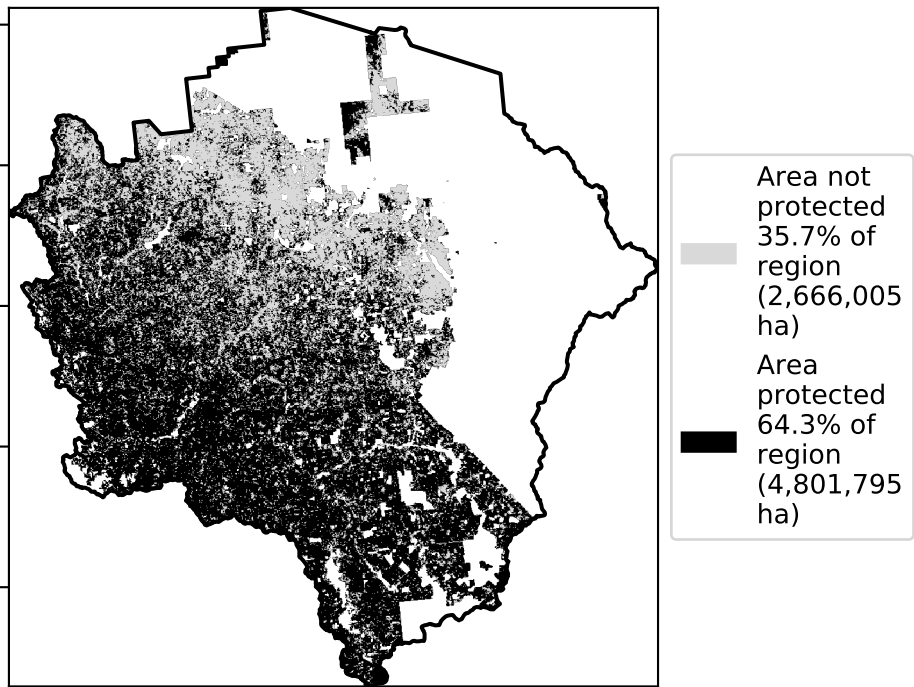 Area not
protected
35.7% of
region
(2,666,005
ha)
Area
protected
64.3% of
region
(4,801,795
ha)